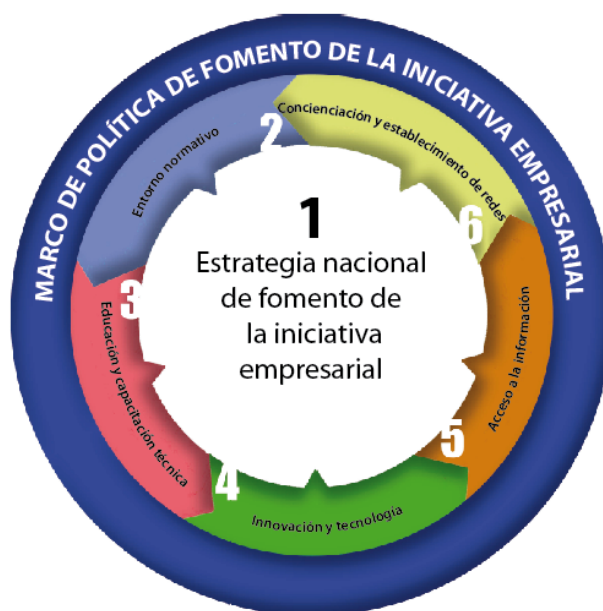 MARCO DE POLÍTICA DE FOMENTO DE LA INICIATIVA EMPRESARIAL
1
Estrategia nacional
de fomento de
la iniciativa
empresarial
2
Entorno normativo
3
Educación y capacitación técnica
4
Innovación y tecnología
5
Acceso a la información
6
Concienciación y establecimiento de redes